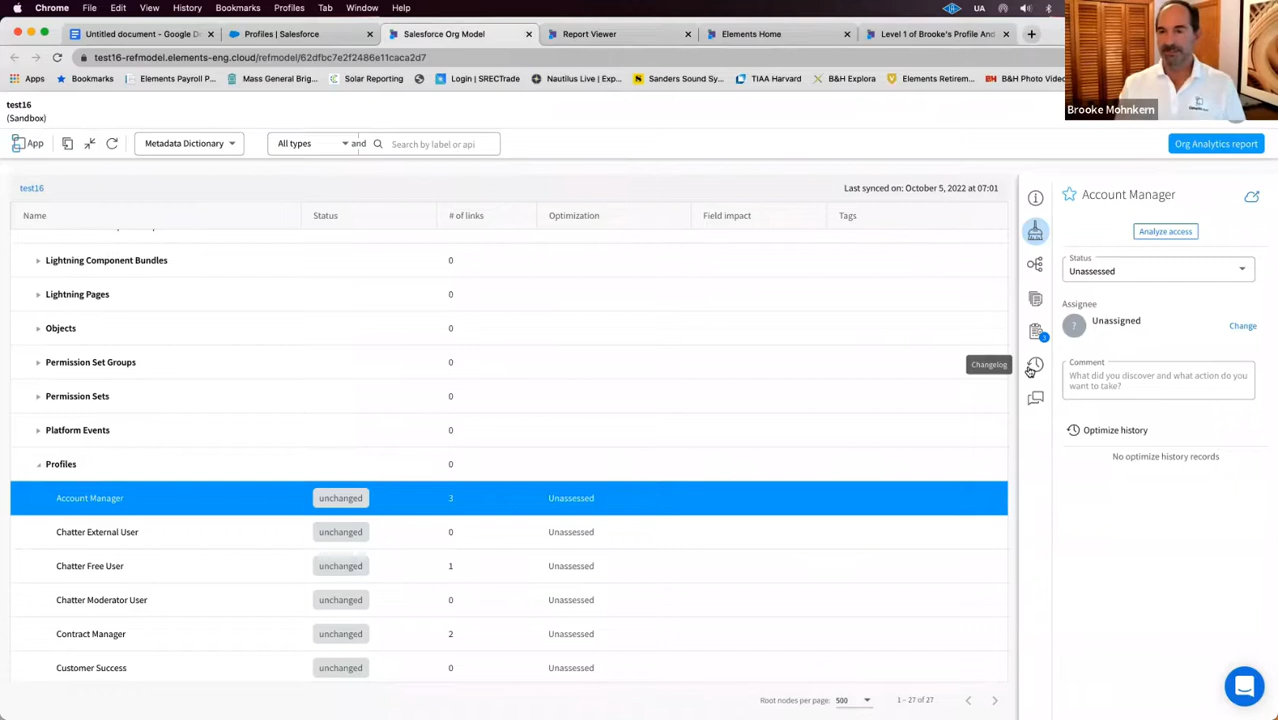 Chrome File Edit View History Bookmarks Profiles Tab Window Help UA
Untitled document - Google D
Profiles | Salesforce
Salesforce Org Model
Report Viewer
Elements Home
Level 1 of Brooke's Profile And
Apps Bookmarks Elements Payroll P Mass General Brig Solar Reporting Login | SRECTrade Nautilus Live | Exp Sanders Sound Sy TIAA Harvard B&H Explora Elements Retirem B&H Photo Vide
Brooke Mohnkern
test16
(Sandbox)
App
Metadata Dictionary
All types
and
Search by label or api
Org Analytics report
test16
Last synced on: October 5, 2022 at 07:01
Name Status # of links Optimization Field impact Tags
Lightning Component Bundles 0
Lightning Pages 0
Objects 0
Permission Set Groups 0
Permission Sets 0
Platform Events 0
Profiles 0
Account Manager unchanged 3 Unassessed
Chatter External User unchanged 0 Unassessed
Chatter Free User unchanged 1 Unassessed
Chatter Moderator User unchanged 0 Unassessed
Contract Manager unchanged 2 Unassessed
Customer Success unchanged 0 Unassessed
Root nodes per page: 500 1 – 27 of 27
Changelog
3
Account Manager
Analyze access
Status
Unassessed
Assignee
?
Unassigned
Change
Comment
What did you discover and what action do you
want to take?
Optimize history
No optimize history records